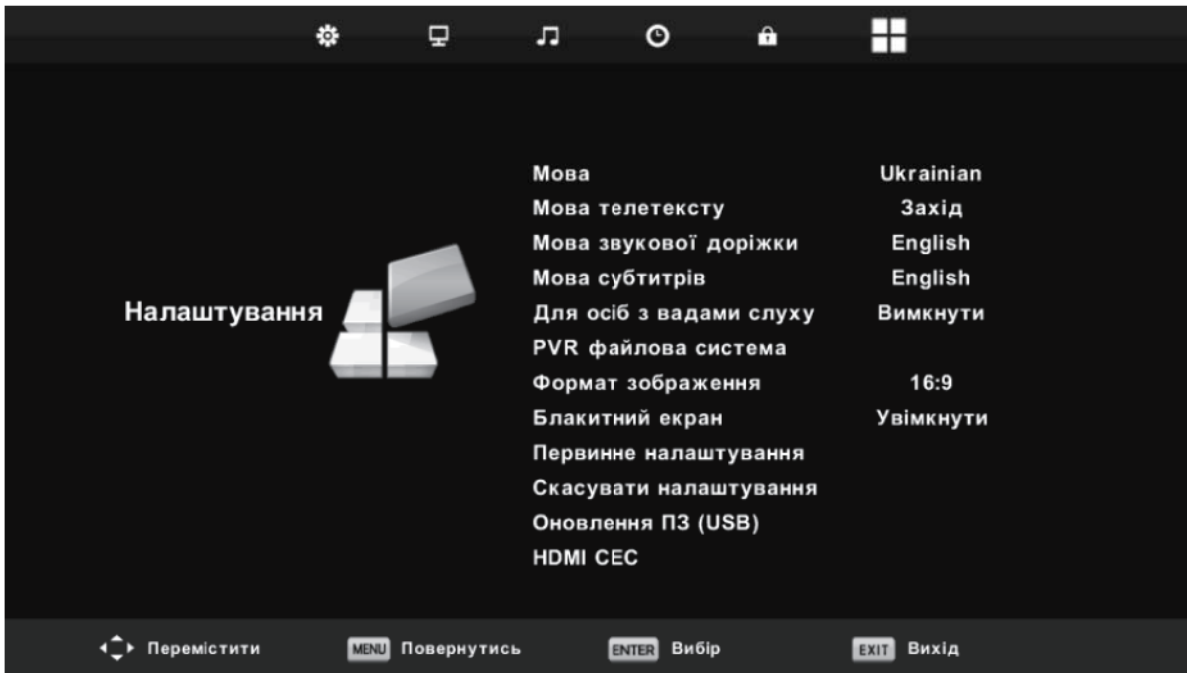 Мова Ukrainian
Мова телетексту Захід
Мова звукової доріжки English
Мова субтитрів English
Налаштування
Для осіб з вадами слуху Вимкнути
PVR файлова система
Формат зображення 16:9
Блакитний екран Увімкнути
Первинне налаштування
Скасувати налаштування
Оновлення ПЗ (USB)
HDMI CEC
Перемістити MENU Повернутись ENTER Вибір EXIT Вихід